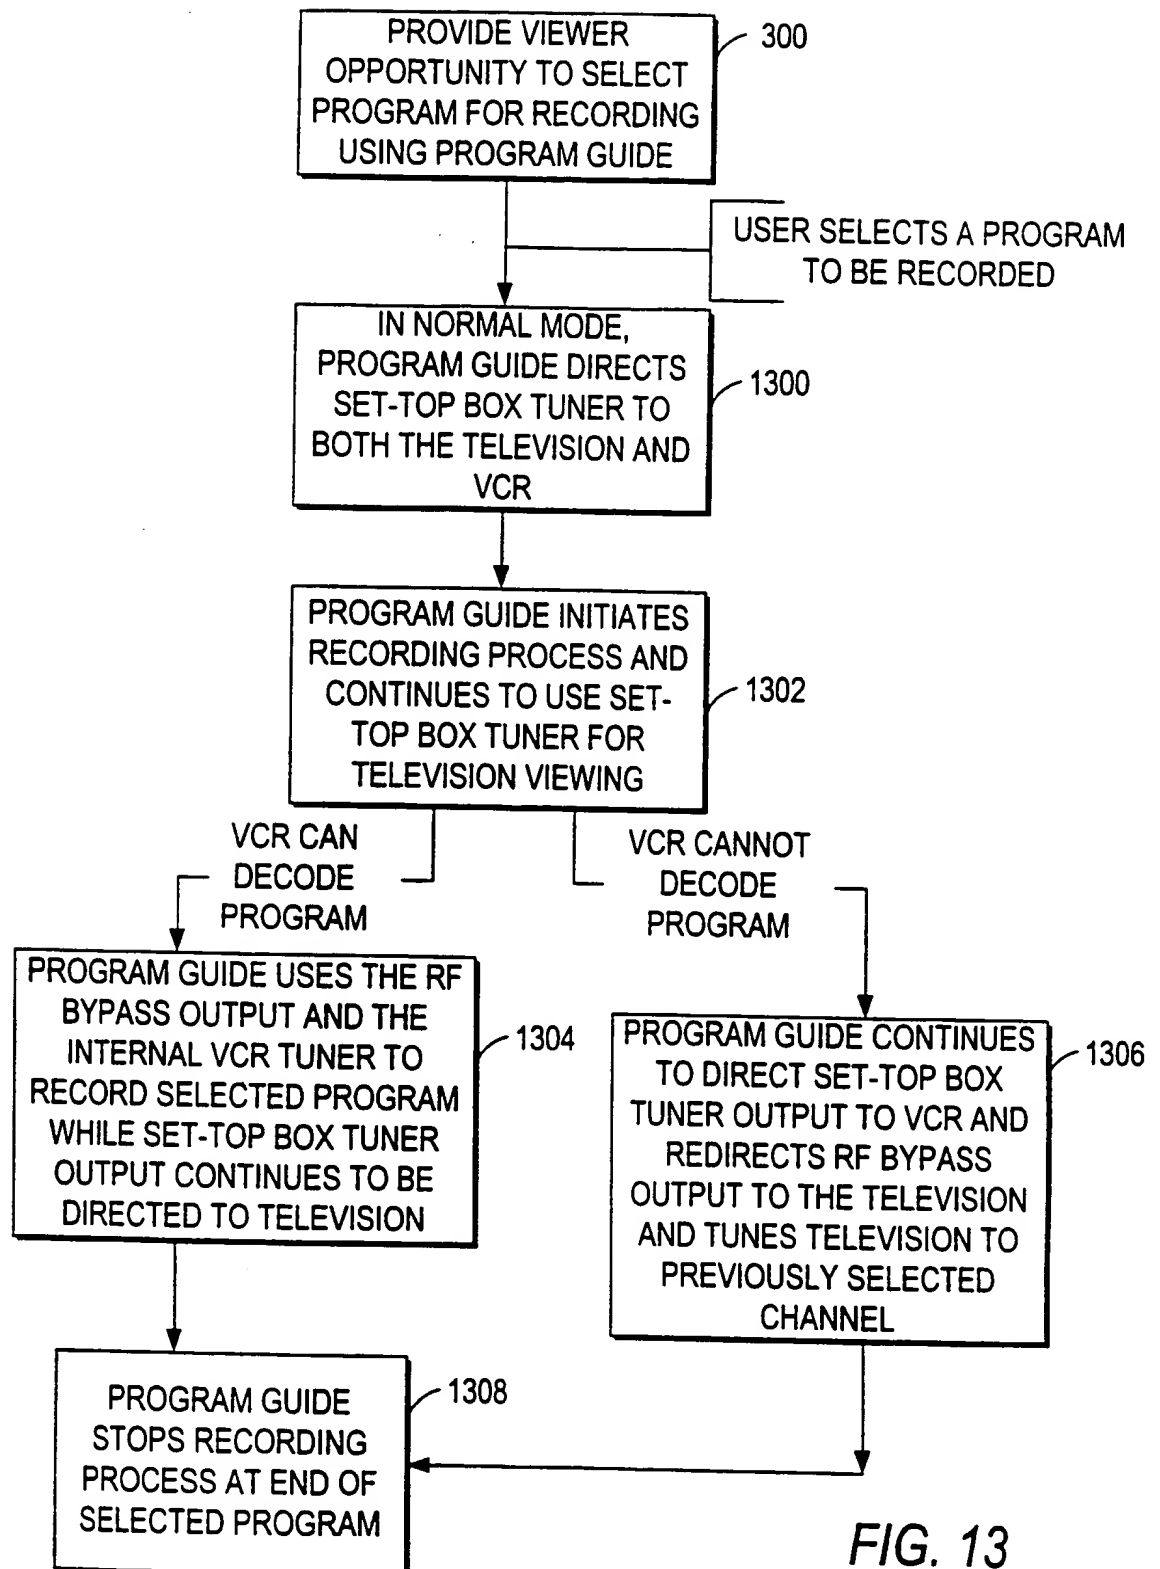 PROVIDE VIEWER
OPPORTUNITY TO SELECT
PROGRAM FOR RECORDING
USING PROGRAM GUIDE
300
USER SELECTS A PROGRAM
TO BE RECORDED
IN NORMAL MODE,
PROGRAM GUIDE DIRECTS
SET-TOP BOX TUNER TO
BOTH THE TELEVISION AND
VCR
1300
PROGRAM GUIDE INITIATES
RECORDING PROCESS AND
CONTINUES TO USE SET-
TOP BOX TUNER FOR
TELEVISION VIEWING
1302
VCR CAN
DECODE
PROGRAM
VCR CANNOT
DECODE
PROGRAM
PROGRAM GUIDE USES THE RF
BYPASS OUTPUT AND THE
INTERNAL VCR TUNER TO
RECORD SELECTED PROGRAM
WHILE SET-TOP BOX TUNER
OUTPUT CONTINUES TO BE
DIRECTED TO TELEVISION
1304
PROGRAM GUIDE CONTINUES
TO DIRECT SET-TOP BOX
TUNER OUTPUT TO VCR AND
REDIRECTS RF BYPASS
OUTPUT TO THE TELEVISION
AND TUNES TELEVISION TO
PREVIOUSLY SELECTED
CHANNEL
1306
PROGRAM GUIDE
STOPS RECORDING
PROCESS AT END OF
SELECTED PROGRAM
1308
FIG. 13